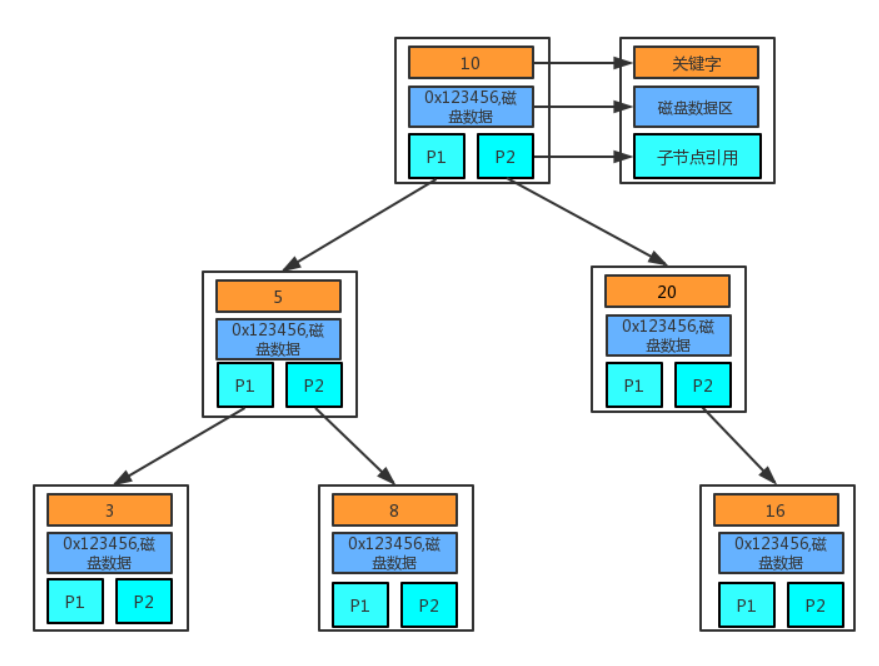 10
关键字
0x123456,磁
盘数据
磁盘数据区
P1
P2
子节点引用
5
0x123456,磁
盘数据
P1
P2
20
0x123456,磁
盘数据
P1
P2
3
0x123456,磁
盘数据
P1
P2
8
0x123456,磁
盘数据
P1
P2
16
0x123456,磁
盘数据
P1
P2